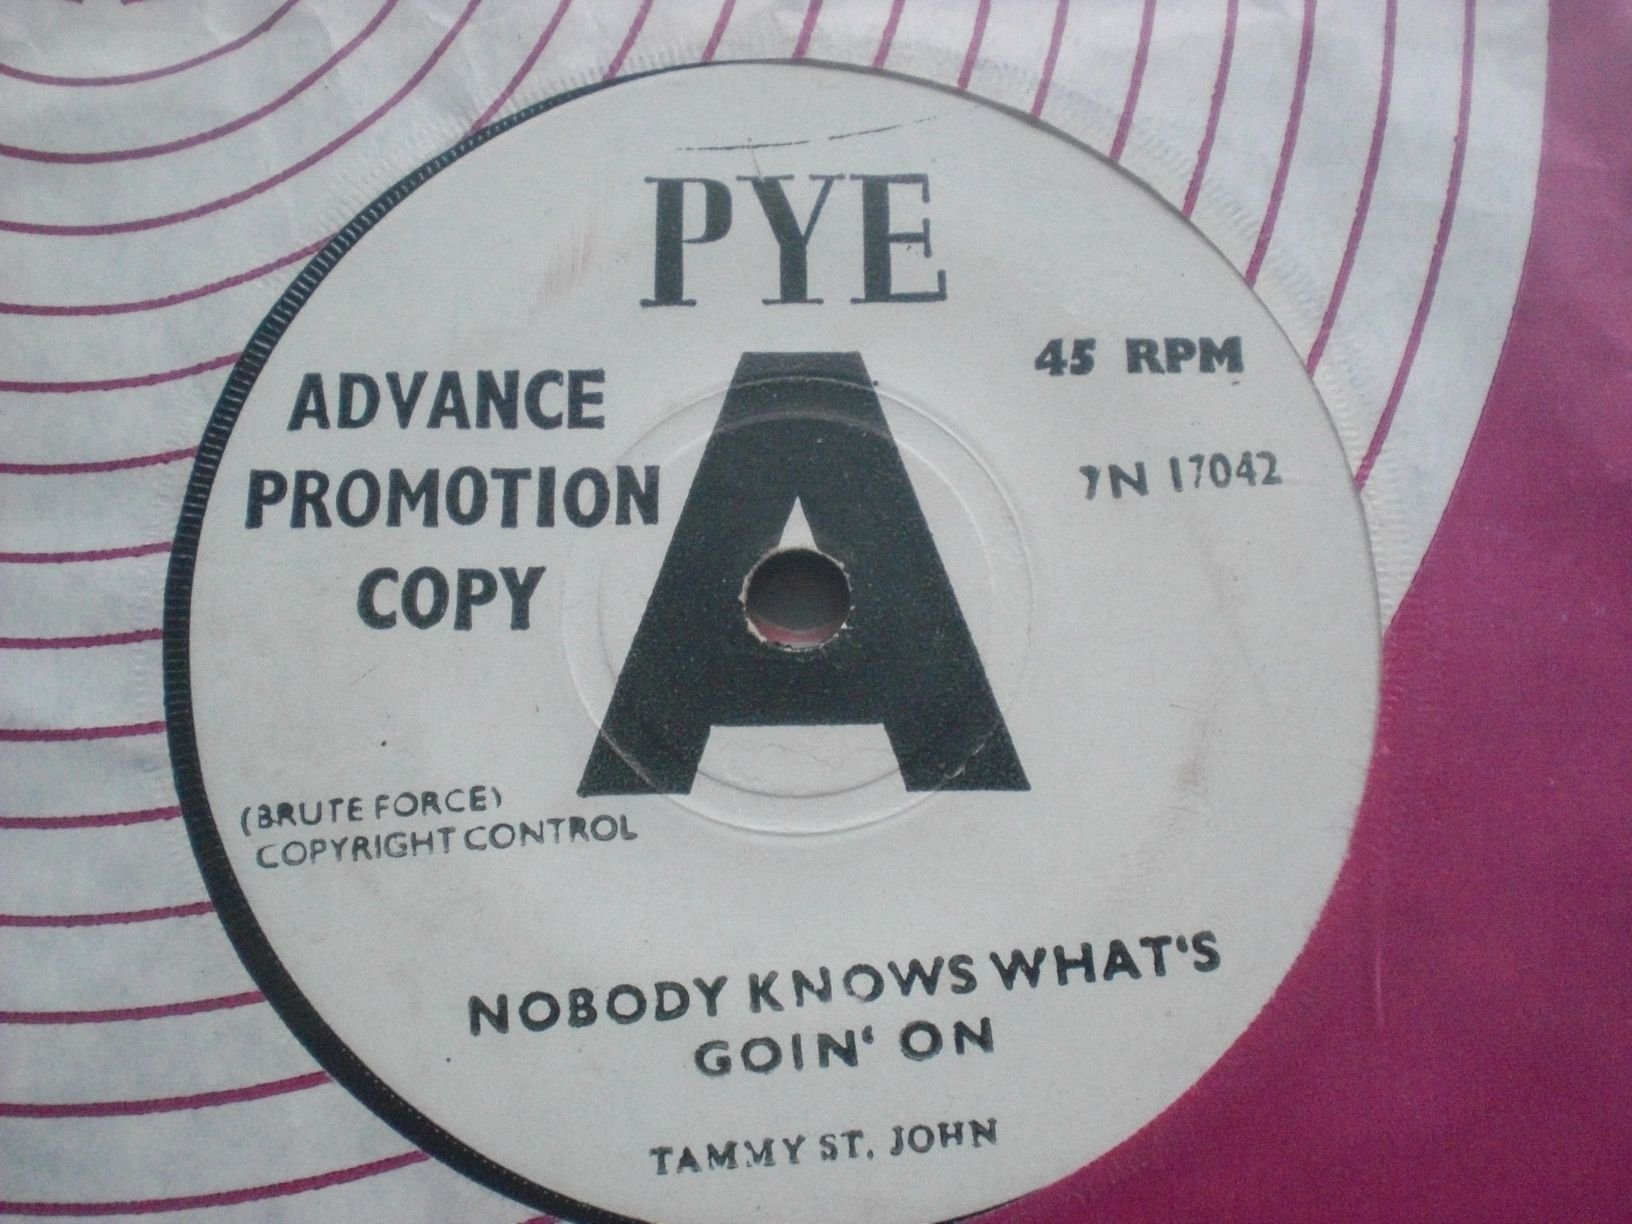 PYE
ADVANCE
PROMOTION
COPY
A
45 RPM
7N 17042
(BRUTE FORCE)
COPYRIGHT CONTROL
NOBODY KNOWS WHAT'S
GOIN' ON
TAMMY ST. JOHN